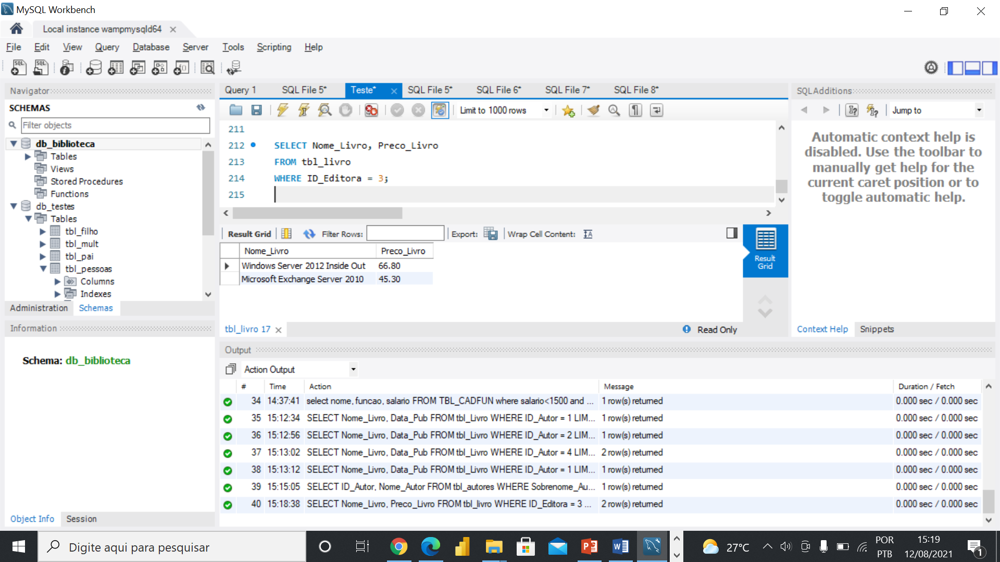 MySQL Workbench
Local instance wampmysqld64
File Edit View Query Database Server Tools Scripting Help
Navigator
SCHEMAS
Filter objects
db_biblioteca
Tables
Views
Stored Procedures
Functions
db_testes
Tables
tbl_filho
tbl_mult
tbl_pai
tbl_pessoas
Columns
Indexes
Administration Schemas
Information
Schema: db_biblioteca
Object Info Session
Query 1 SQL File 5* Teste* SQL File 5* SQL File 6* SQL File 7* SQL File 8*
Limit to 1000 rows
211
212 SELECT Nome_Livro, Preco_Livro
213 FROM tbl_livro
214 WHERE ID_Editora = 3;
215
Result Grid Filter Rows: Export: Wrap Cell Content:
Nome_Livro Preco_Livro
Windows Server 2012 Inside Out 66.80
Microsoft Exchange Server 2010 45.30
Result
Grid
tbl_livro 17 Read Only
SQLAdditions
Jump to
Automatic context help is
disabled. Use the toolbar to
manually get help for the
current caret position or to
toggle automatic help.
Context Help Snippets
Output
Action Output
# Time Action Message Duration / Fetch
34 14:37:41 select nome, funcao, salario FROM TBL_CADFUN where salario<1500 and ... 1 row(s) returned 0.000 sec / 0.000 sec
35 15:12:34 SELECT Nome_Livro, Data_Pub FROM tbl_Livro WHERE ID_Autor = 1 LIM... 1 row(s) returned 0.000 sec / 0.000 sec
36 15:12:56 SELECT Nome_Livro, Data_Pub FROM tbl_Livro WHERE ID_Autor = 2 LIM... 1 row(s) returned 0.000 sec / 0.000 sec
37 15:13:02 SELECT Nome_Livro, Data_Pub FROM tbl_Livro WHERE ID_Autor = 4 LIM... 2 row(s) returned 0.000 sec / 0.000 sec
38 15:13:12 SELECT Nome_Livro, Data_Pub FROM tbl_Livro WHERE ID_Autor = 1 LIM... 1 row(s) returned 0.000 sec / 0.000 sec
39 15:15:05 SELECT ID_Autor, Nome_Autor FROM tbl_autores WHERE Sobrenome_Au... 1 row(s) returned 0.000 sec / 0.000 sec
40 15:18:38 SELECT Nome_Livro, Preco_Livro FROM tbl_livro WHERE ID_Editora = 3 ... 2 row(s) returned 0.000 sec / 0.000 sec
Digite aqui para pesquisar
27°C
POR
PTB
15:19
12/08/2021
1